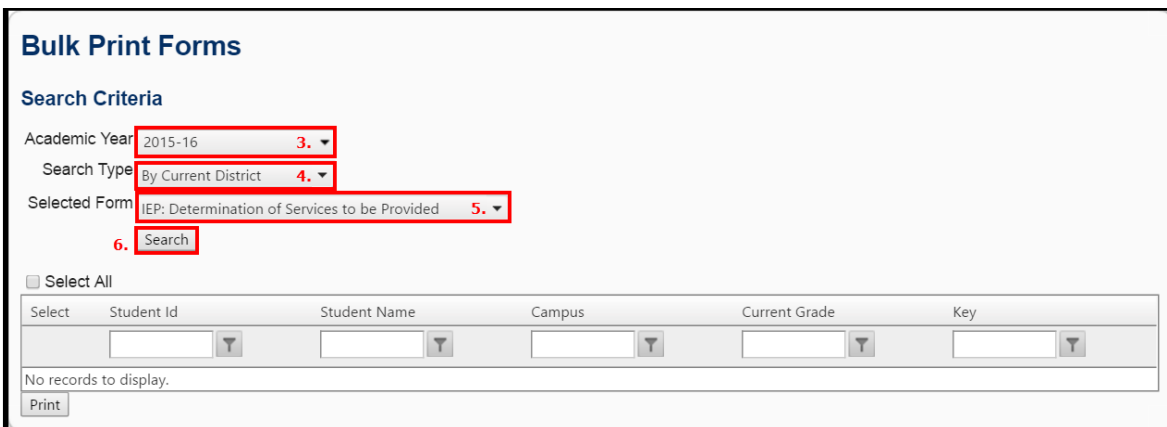 Bulk Print Forms
Search Criteria
Academic Year 2015-16 3.
Search Type By Current District 4.
Selected Form IEP: Determination of Services to be Provided 5.
6. Search
Select All
Select Student Id Student Name Campus Current Grade Key
No records to display.
Print